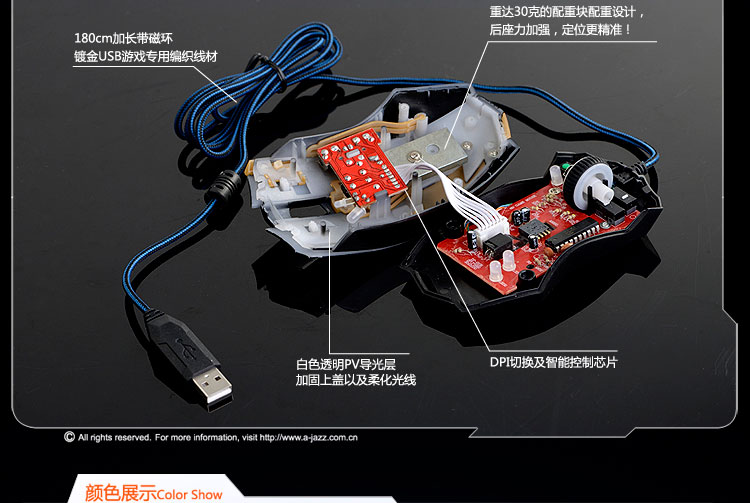 重达30克的配重块配重设计，
后座力加强，定位更精准！
180cm加长带磁环
镀金USB游戏专用编织线材
白色透明PV导光层
加固上盖以及柔化光线
DPI切换及智能控制芯片
© All rights reserved. For more information, visit http://www.a-jazz.com.cn
颜色展示Color Show